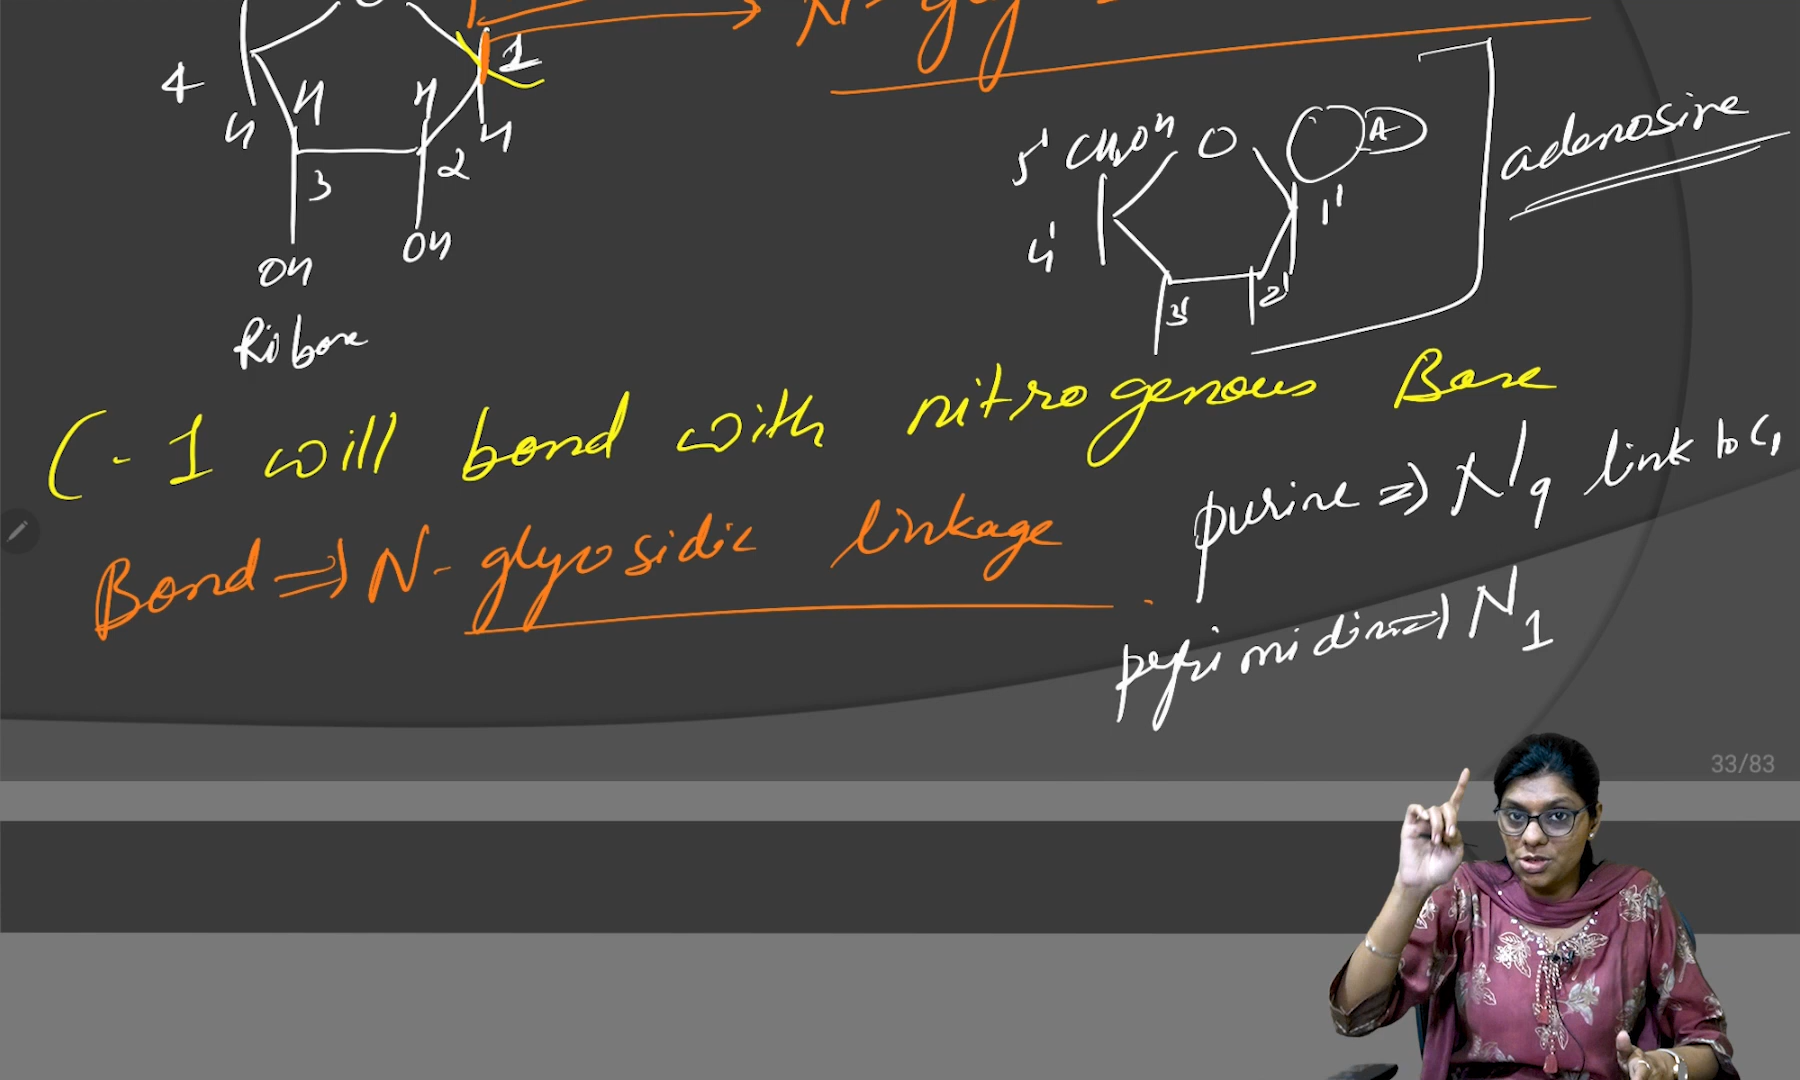 N-gly
O
1
4
H
H
H
H
3
2
OH
OH
Ribose
5' CH2OH
O
A
1'
4'
3'
2'
adenosine
C-1 will bond with nitrogenous Base
Bond => N-glycosidic linkage
purine => N9 link to C1
pyrimidine => N1
33/83